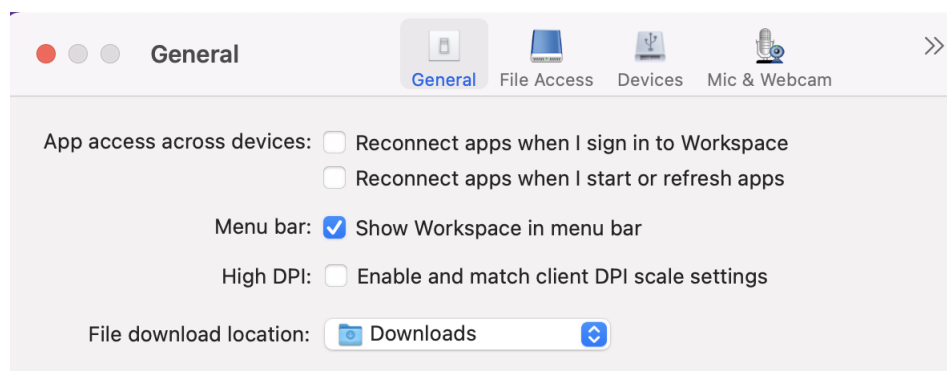 General
General File Access Devices Mic & Webcam
App access across devices: Reconnect apps when I sign in to Workspace
Reconnect apps when I start or refresh apps
Menu bar: Show Workspace in menu bar
High DPI: Enable and match client DPI scale settings
File download location: Downloads